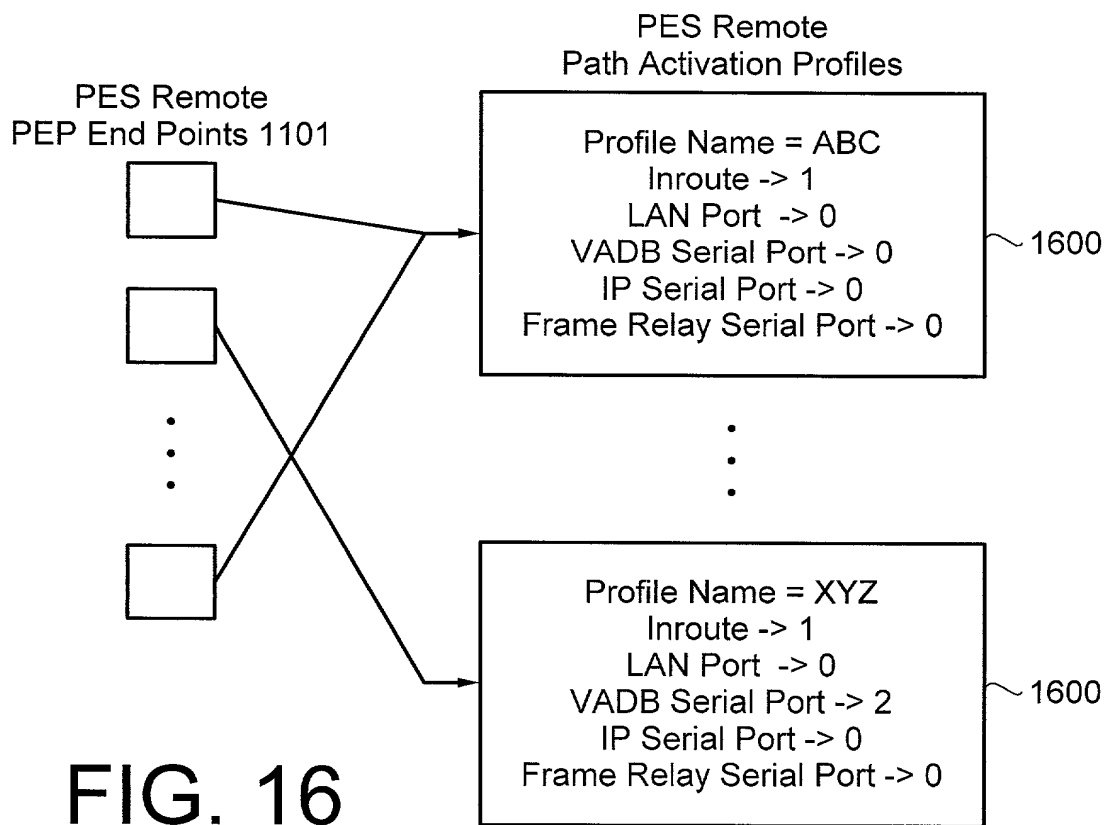 PES Remote
Path Activation Profiles
PES Remote
PEP End Points 1101
Profile Name = ABC
Inroute -> 1
LAN Port -> 0
VADB Serial Port -> 0
IP Serial Port -> 0
Frame Relay Serial Port -> 0
1600
Profile Name = XYZ
Inroute -> 1
LAN Port -> 0
VADB Serial Port -> 2
IP Serial Port -> 0
Frame Relay Serial Port -> 0
1600
FIG. 16